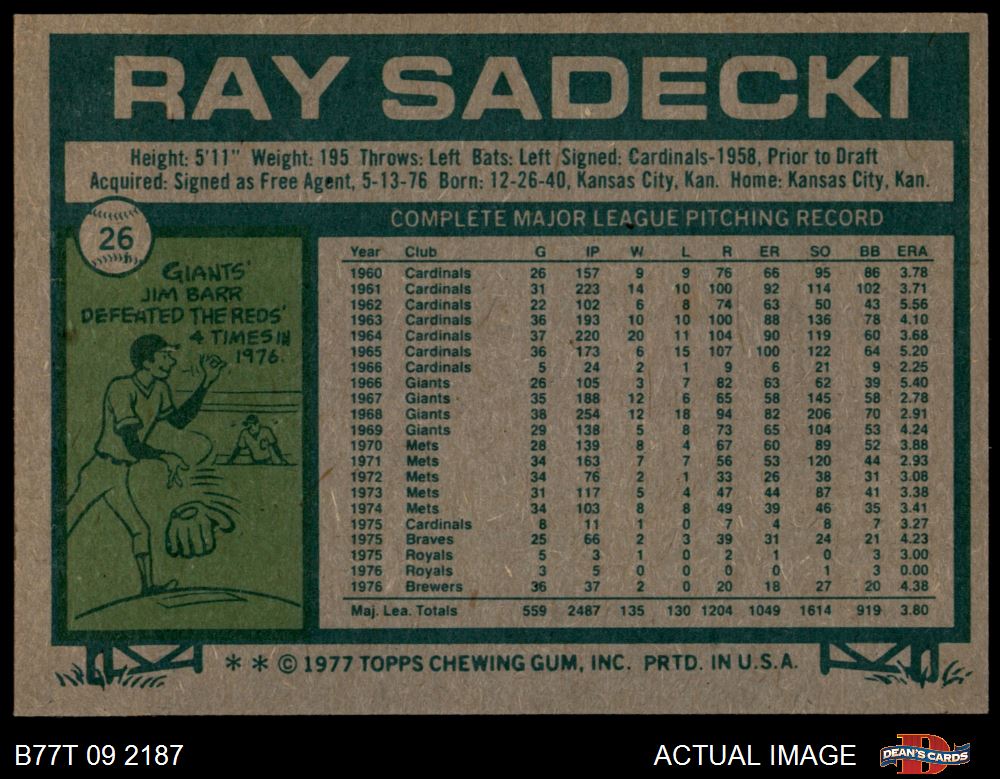 RAY SADECKI
Height: 5'11" Weight: 195 Throws: Left Bats: Left Signed: Cardinals-1958, Prior to Draft
Acquired: Signed as Free Agent, 5-13-76 Born: 12-26-40, Kansas City, Kan. Home: Kansas City, Kan.
26
GIANTS'
JIM BARR
DEFEATED THE REDS'
4 TIMES IN
1976.
COMPLETE MAJOR LEAGUE PITCHING RECORD
Year Club G IP W L R ER SO BB ERA
1960 Cardinals 26 157 9 9 76 66 95 86 3.78
1961 Cardinals 31 223 14 10 100 92 114 102 3.71
1962 Cardinals 22 102 6 8 74 63 50 43 5.56
1963 Cardinals 36 193 10 10 100 88 136 78 4.10
1964 Cardinals 37 220 20 11 104 90 119 60 3.68
1965 Cardinals 36 173 6 15 107 100 122 64 5.20
1966 Cardinals 5 24 2 1 9 6 21 9 2.25
1966 Giants 26 105 3 7 82 63 62 39 5.40
1967 Giants 35 188 12 6 65 58 145 58 2.78
1968 Giants 38 254 12 18 94 82 206 70 2.91
1969 Giants 29 138 5 8 73 65 104 53 4.24
1970 Mets 28 139 8 4 67 60 89 52 3.88
1971 Mets 34 163 7 7 56 53 120 44 2.93
1972 Mets 34 76 2 1 33 26 38 31 3.08
1973 Mets 31 117 5 4 47 44 87 41 3.38
1974 Mets 34 103 8 8 49 39 46 35 3.41
1975 Cardinals 8 11 1 0 7 4 8 7 3.27
1975 Braves 25 66 2 3 39 31 24 21 4.23
1975 Royals 5 3 1 0 2 1 0 3 3.00
1976 Royals 3 5 0 0 0 0 1 3 0.00
1976 Brewers 36 37 2 0 20 18 27 20 4.38
Maj. Lea. Totals 559 2487 135 130 1204 1049 1614 919 3.80
* * © 1977 TOPPS CHEWING GUM, INC. PRTD. IN U.S.A.
B77T 09 2187 ACTUAL IMAGE DEAN'S CARDS